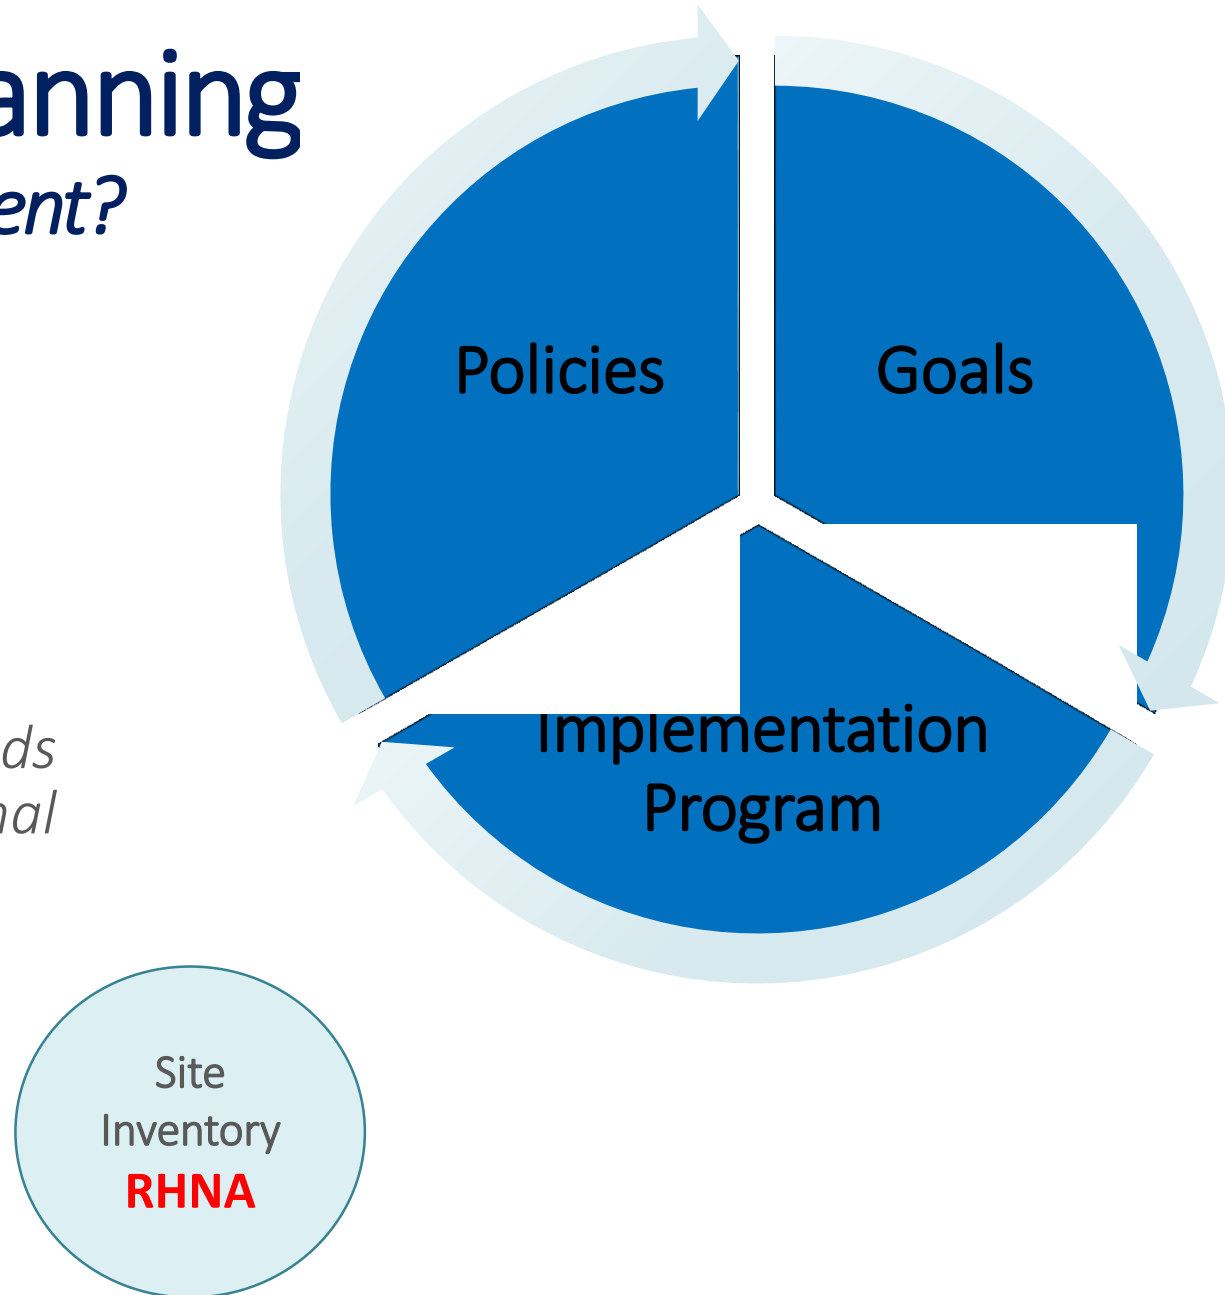 anning
ent?
Policies
Goals
ds
nal
Implementation
Program
Site
Inventory
RHNA